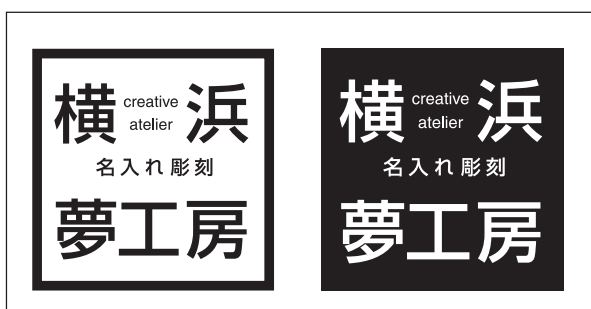 横 creative atelier 浜
名入れ彫刻
夢工房
横 creative atelier 浜
名入れ彫刻
夢工房